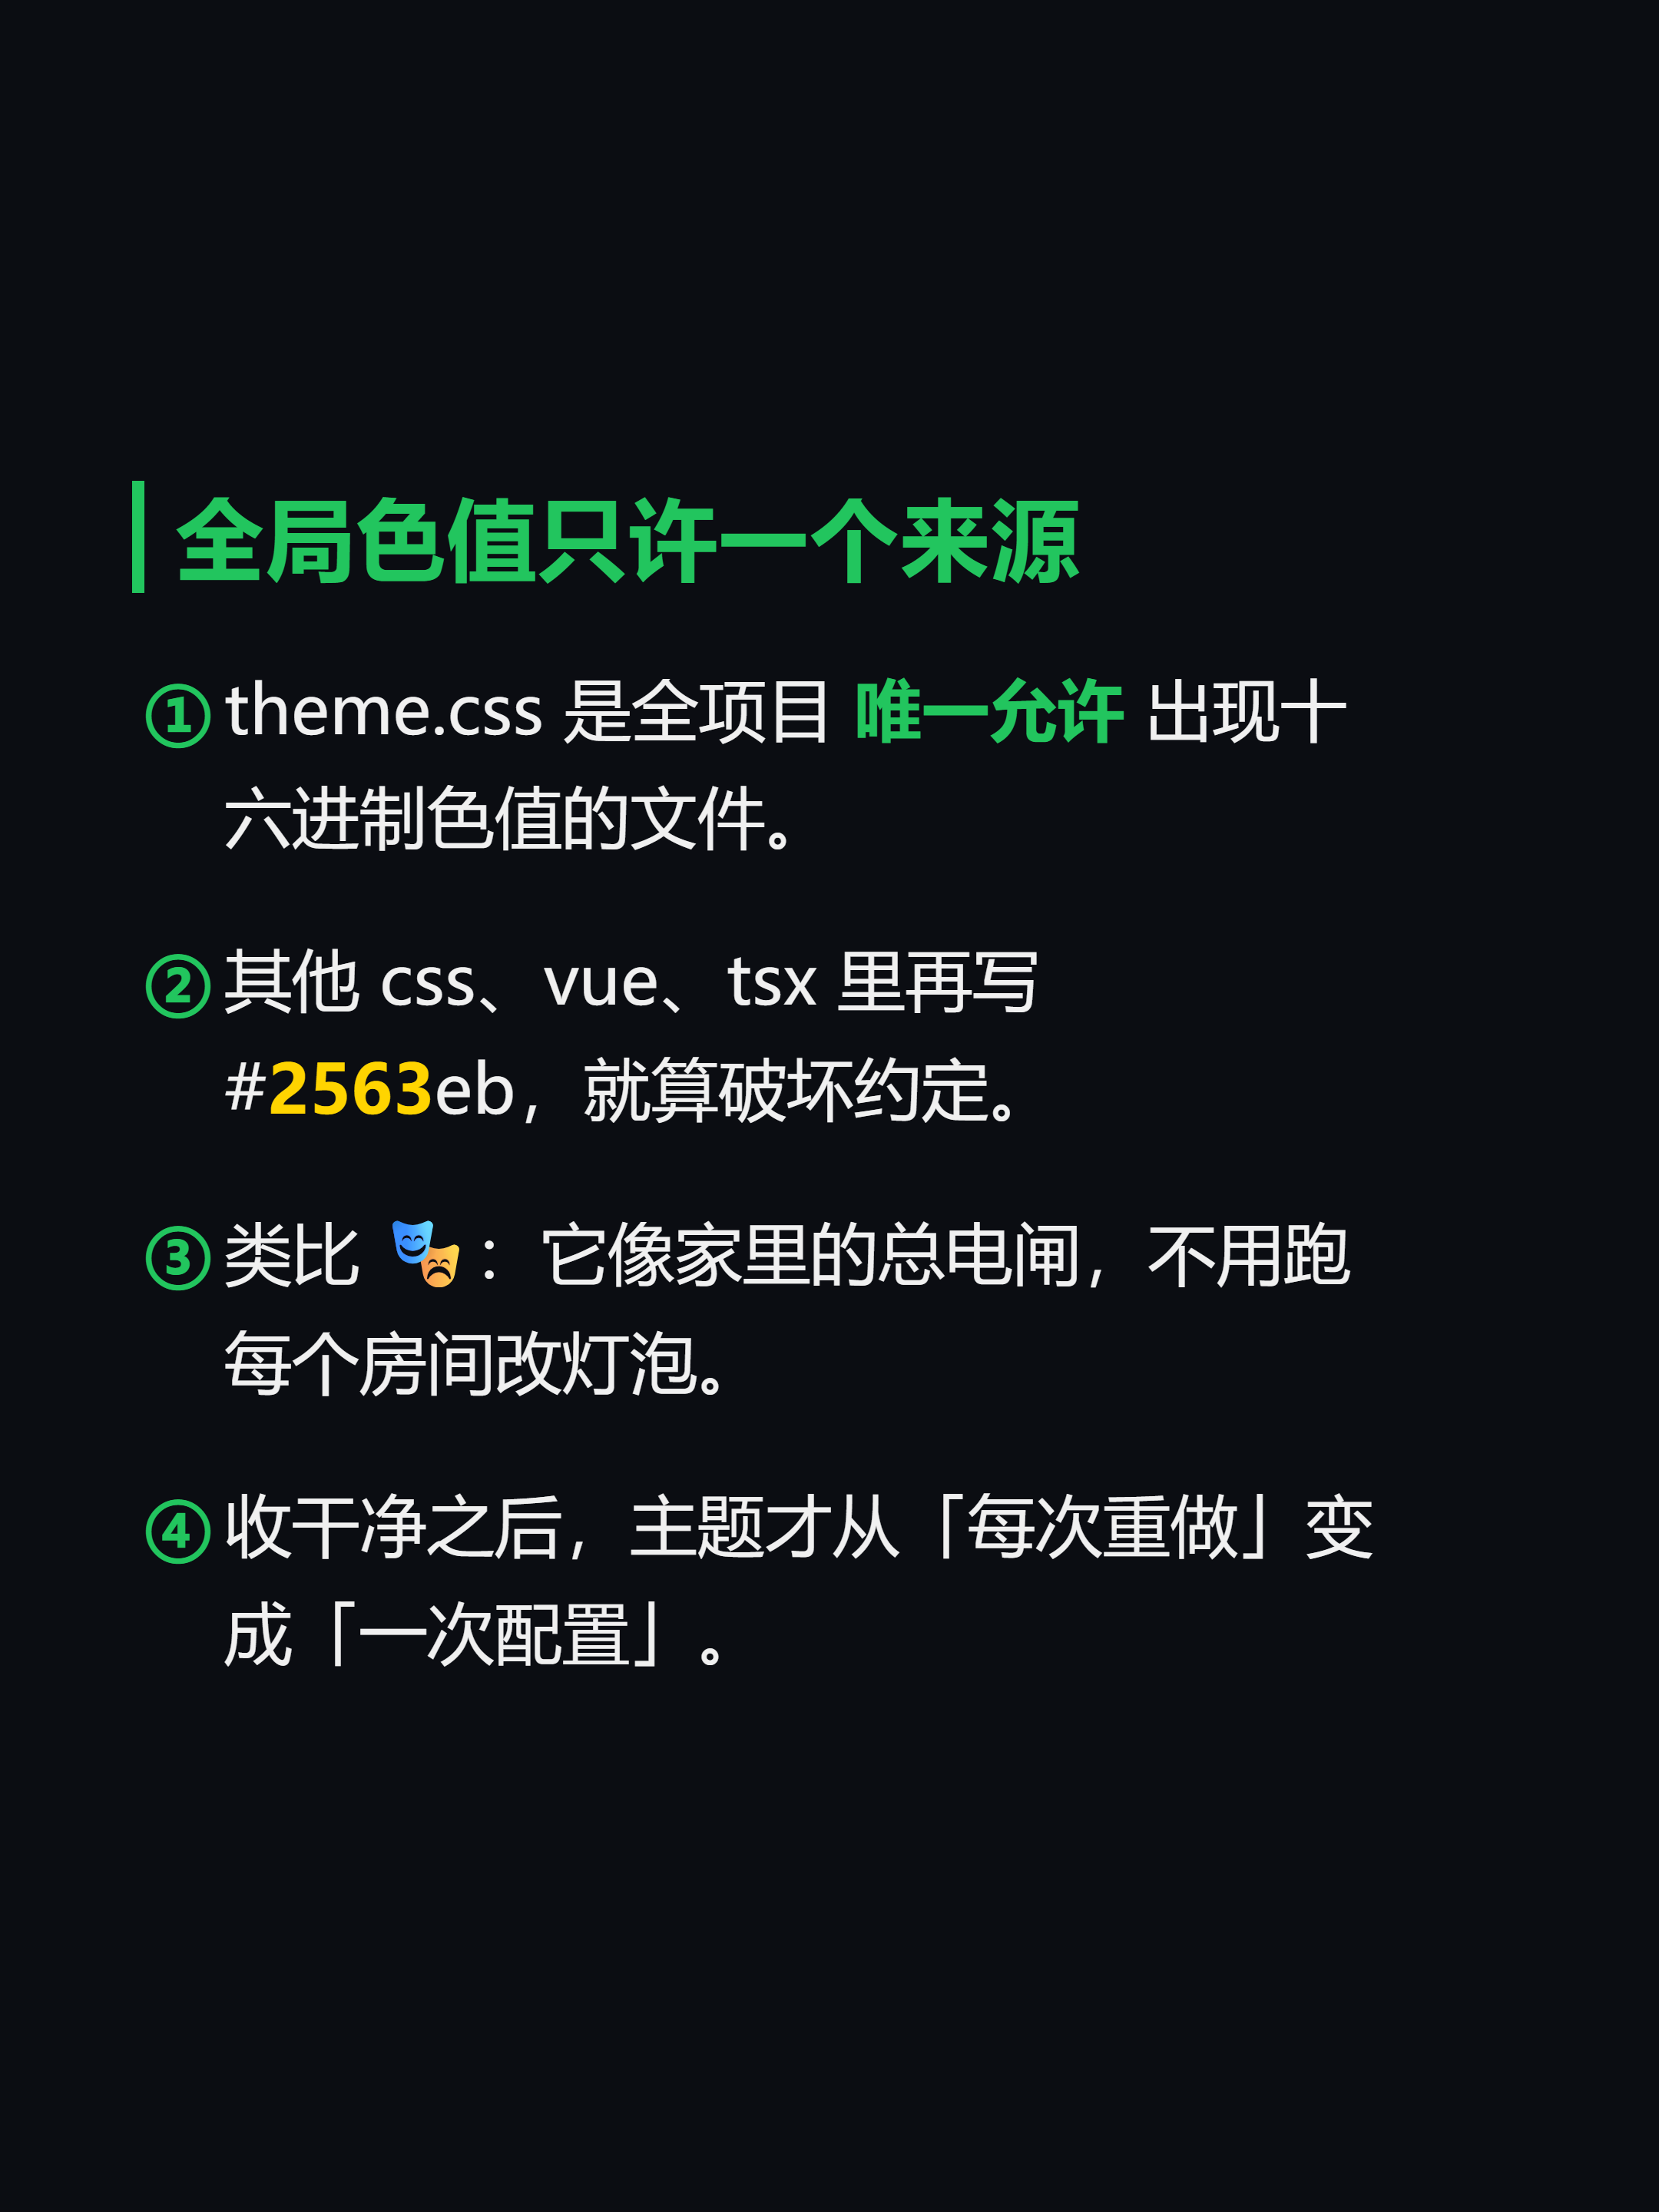 全局色值只许一个来源
① theme.css 是全项目 唯一允许 出现十
六进制色值的文件。
② 其他 css、vue、tsx 里再写
#2563eb，就算破坏约定。
③ 类比 🎭：它像家里的总电闸，不用跑
每个房间改灯泡。
④ 收干净之后，主题才从「每次重做」变
成「一次配置」。